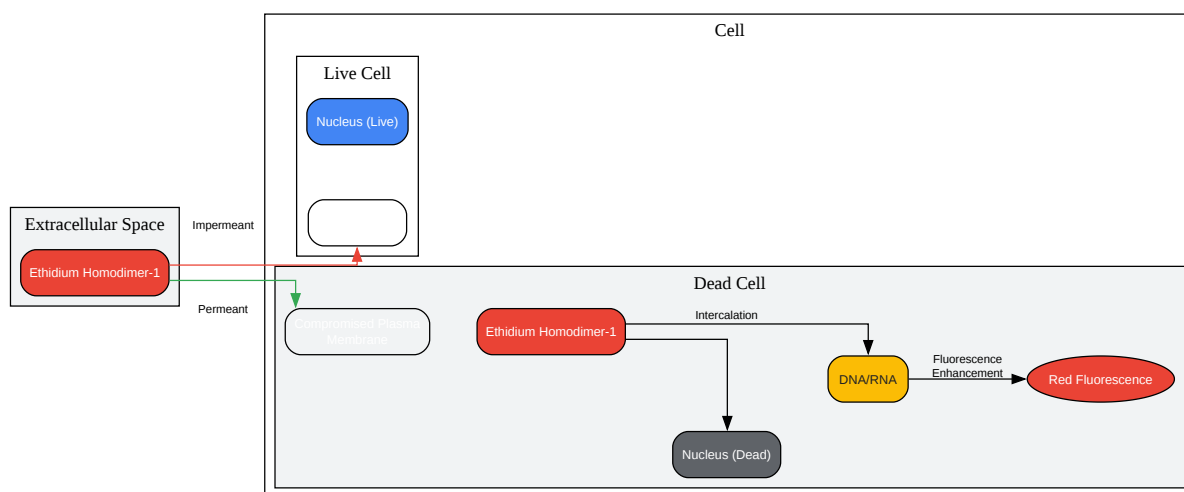 Cell
Live Cell
Nucleus (Live)
Extracellular Space
Ethidium Homodimer-1
Impermeant
Permeant
Dead Cell
Compromised Plasma
Membrane
Ethidium Homodimer-1
Intercalation
DNA/RNA
Fluorescence
Enhancement
Red Fluorescence
Nucleus (Dead)